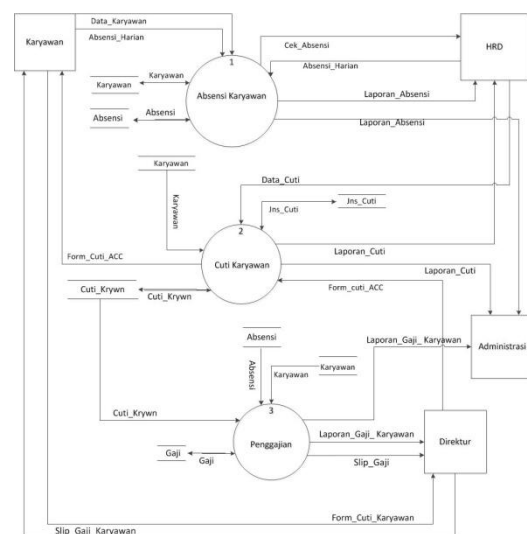 Karyawan
Data_Karyawan
Absensi_Harian
1
Absensi Karyawan
Cek_Absensi
Absensi_Harian
HRD
Karyawan
Karyawan
Absensi
Absensi
Laporan_Absensi
Laporan_Absensi
Karyawan
Karyawan
Data_Cuti
Jns_Cuti
Jns_Cuti
2
Cuti Karyawan
Laporan_Cuti
Form_Cuti_ACC
Laporan_Cuti
Form_cuti_ACC
Cuti_Krywn
Cuti_Krywn
Absensi
Absensi
Karyawan
Karyawan
Laporan_Gaji_Karyawan
Administrasi
Cuti_Krywn
3
Penggajian
Laporan_Gaji_ Karyawan
Slip_Gaji
Direktur
Gaji
Gaji
Form_Cuti_Karyawan
Slip_Gaji_Karyawan